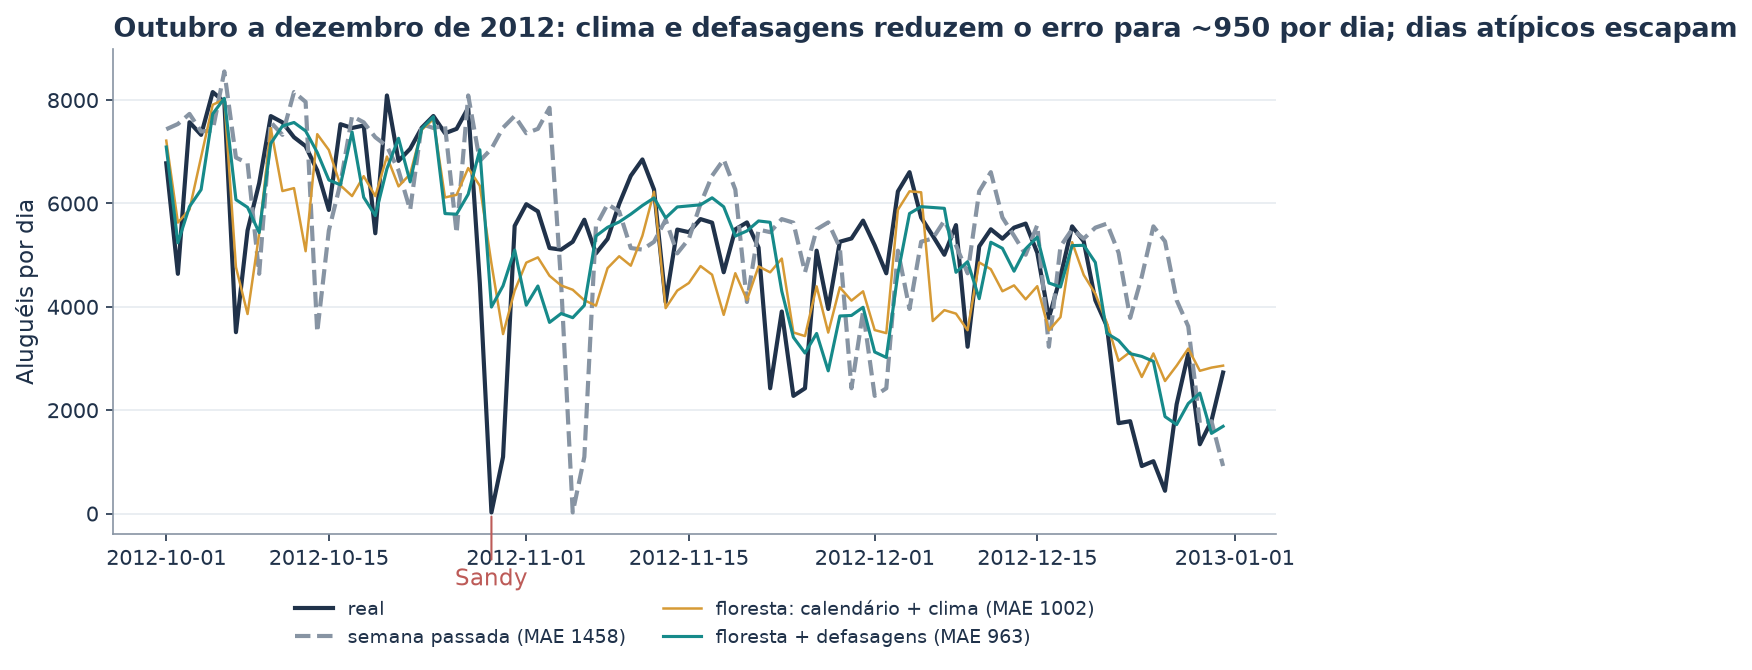 Outubro a dezembro de 2012: clima e defasagens reduzem o erro para ~950 por dia; dias atípicos escapam
Aluguéis por dia
8000
6000
4000
2000
0
2012-10-01
2012-10-15
2012-11-01
2012-11-15
2012-12-01
2012-12-15
2013-01-01
Sandy
real
semana passada (MAE 1458)
floresta: calendário + clima (MAE 1002)
floresta + defasagens (MAE 963)